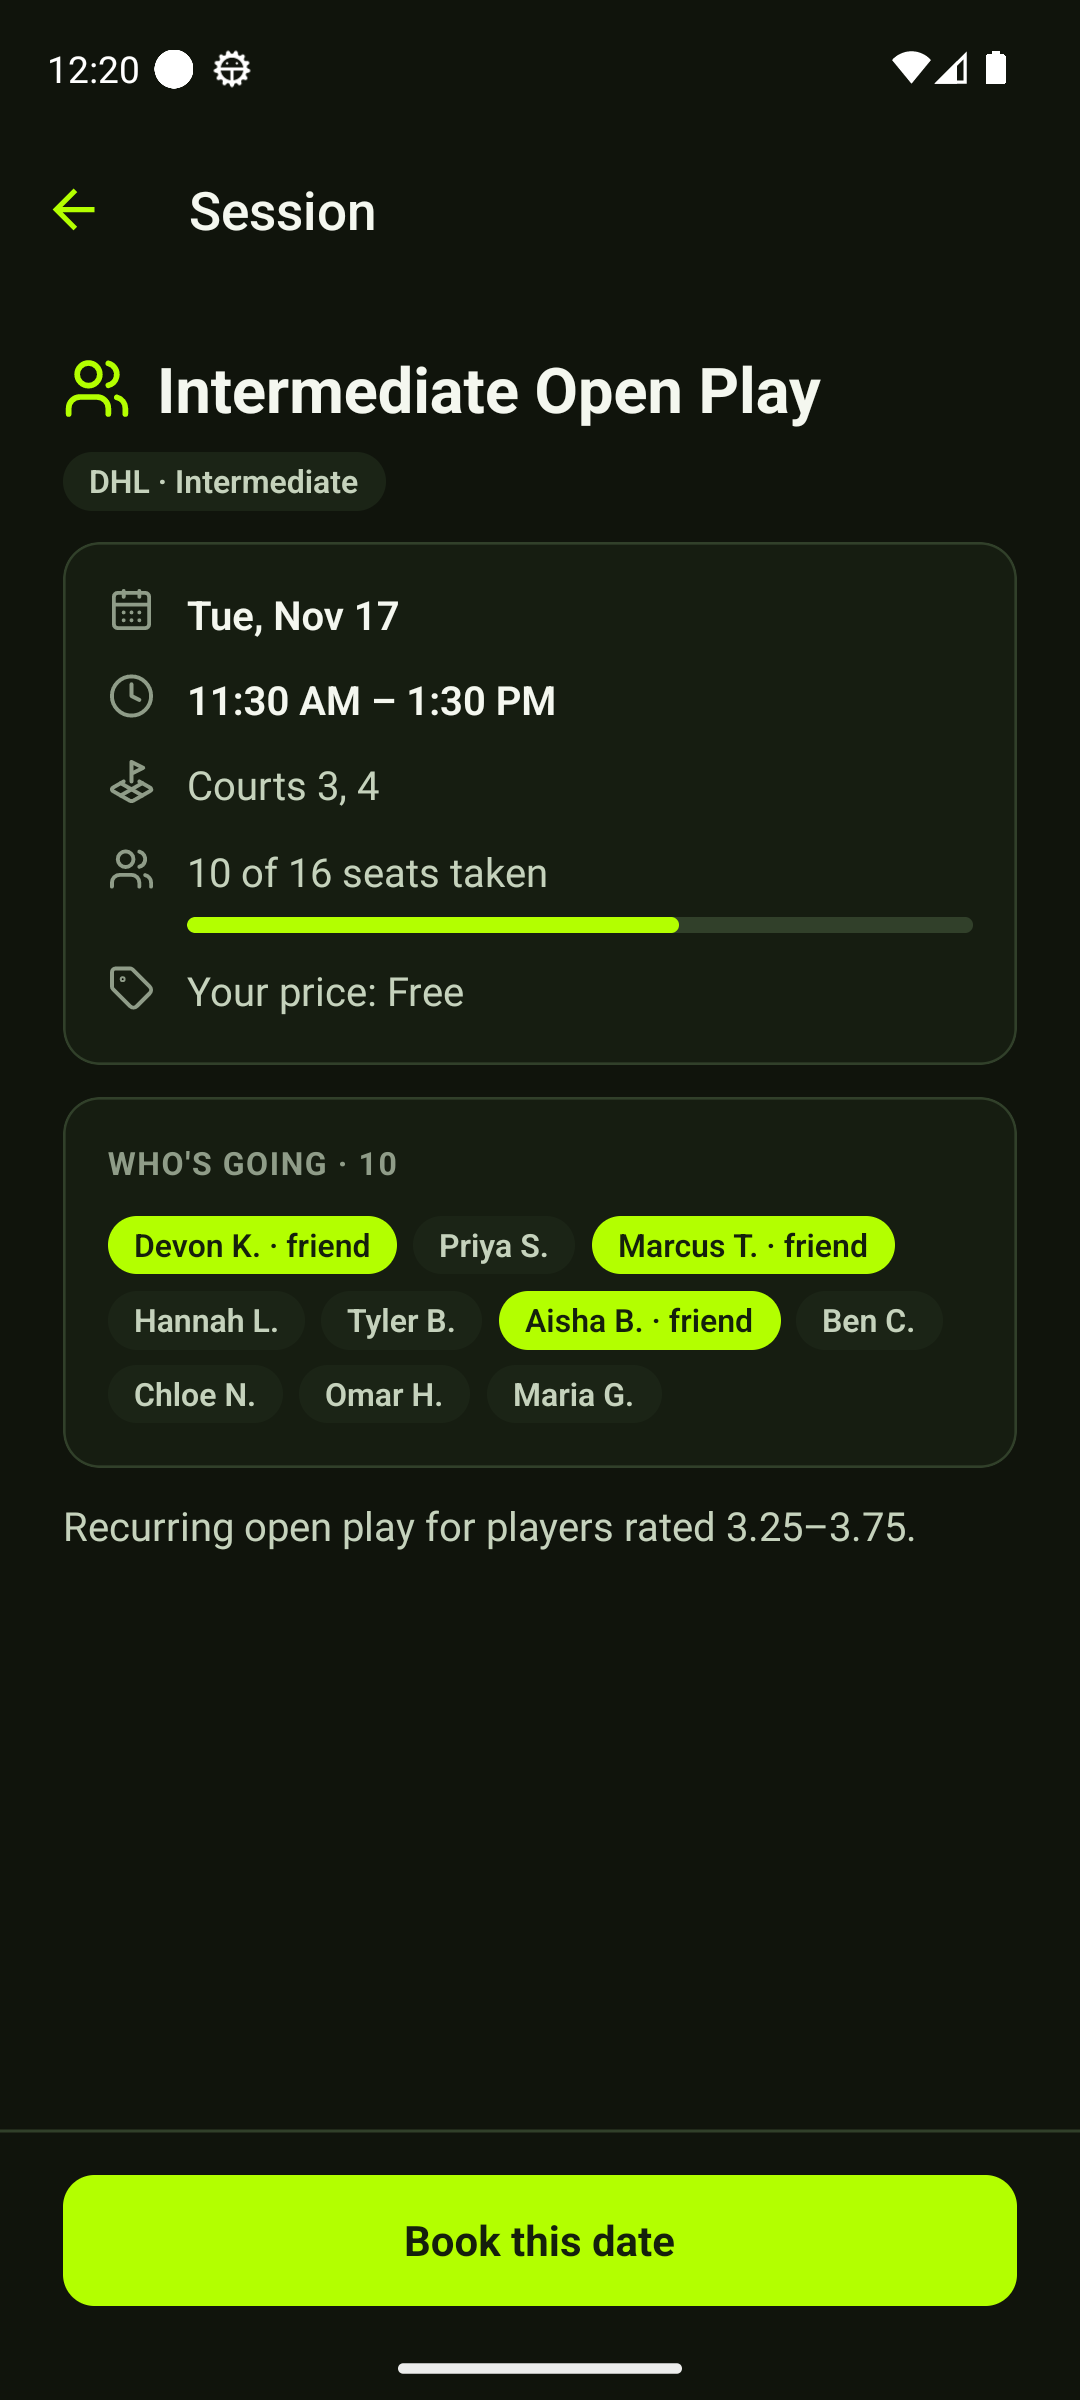 12:20
Session
Intermediate Open Play
DHL · Intermediate
Tue, Nov 17
11:30 AM – 1:30 PM
Courts 3, 4
10 of 16 seats taken
Your price: Free
WHO'S GOING · 10
Devon K. · friend Priya S. Marcus T. · friend
Hannah L. Tyler B. Aisha B. · friend Ben C.
Chloe N. Omar H. Maria G.
Recurring open play for players rated 3.25–3.75.
Book this date